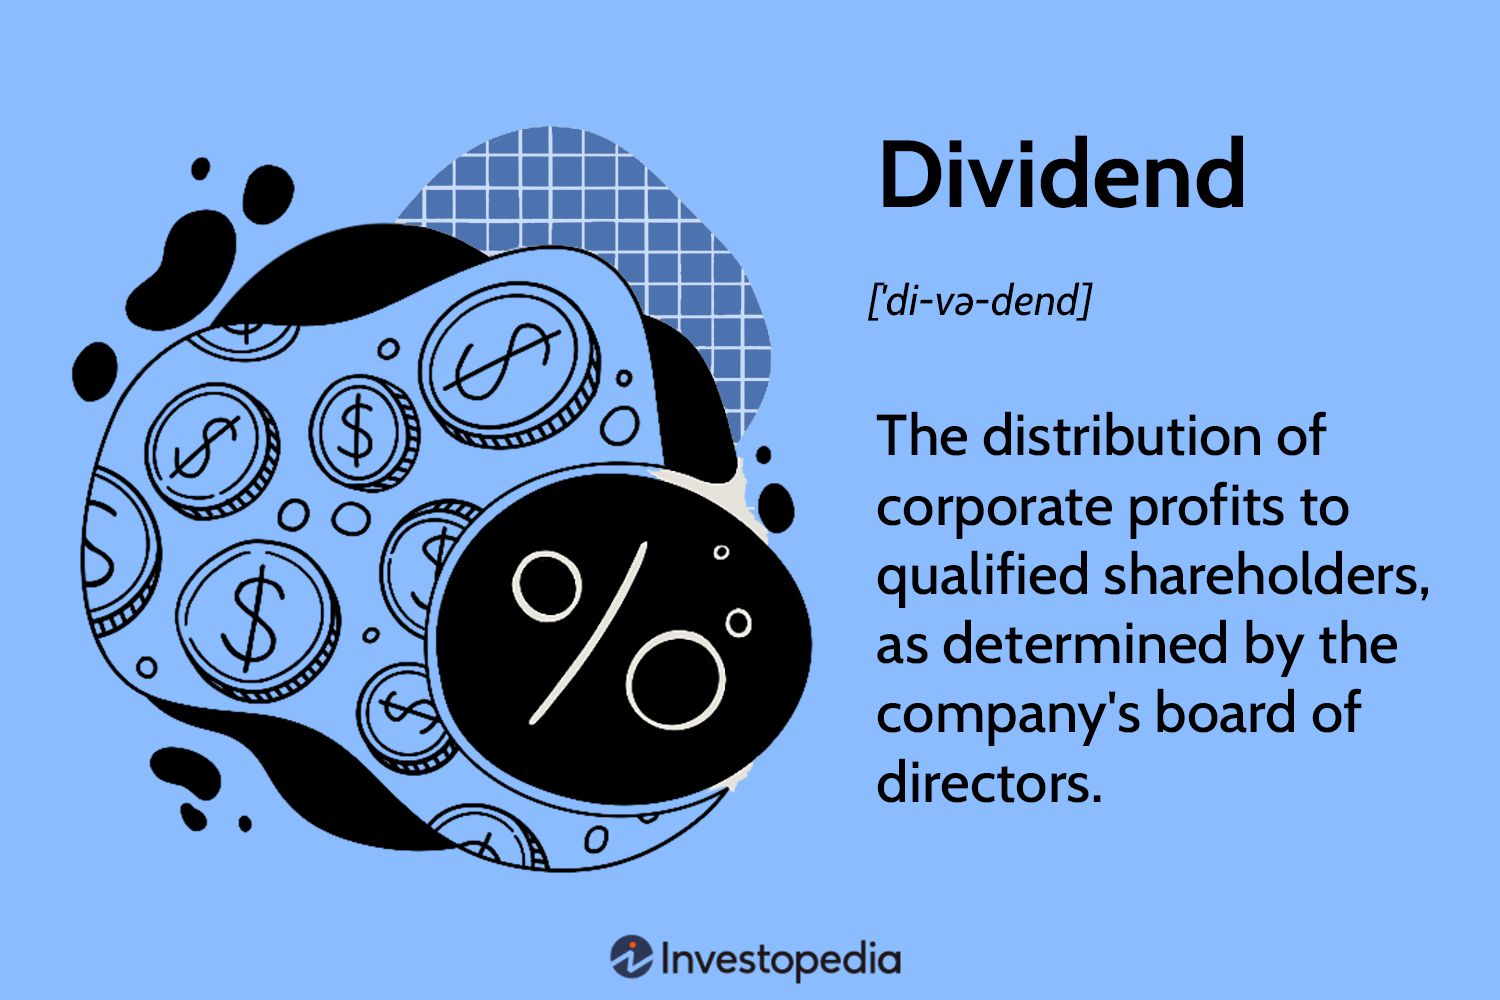 Dividend
['di-və-dend]
The distribution of
corporate profits to
qualified shareholders,
as determined by the
company's board of
directors.
$
$
$
$
$
$
%
Investopedia